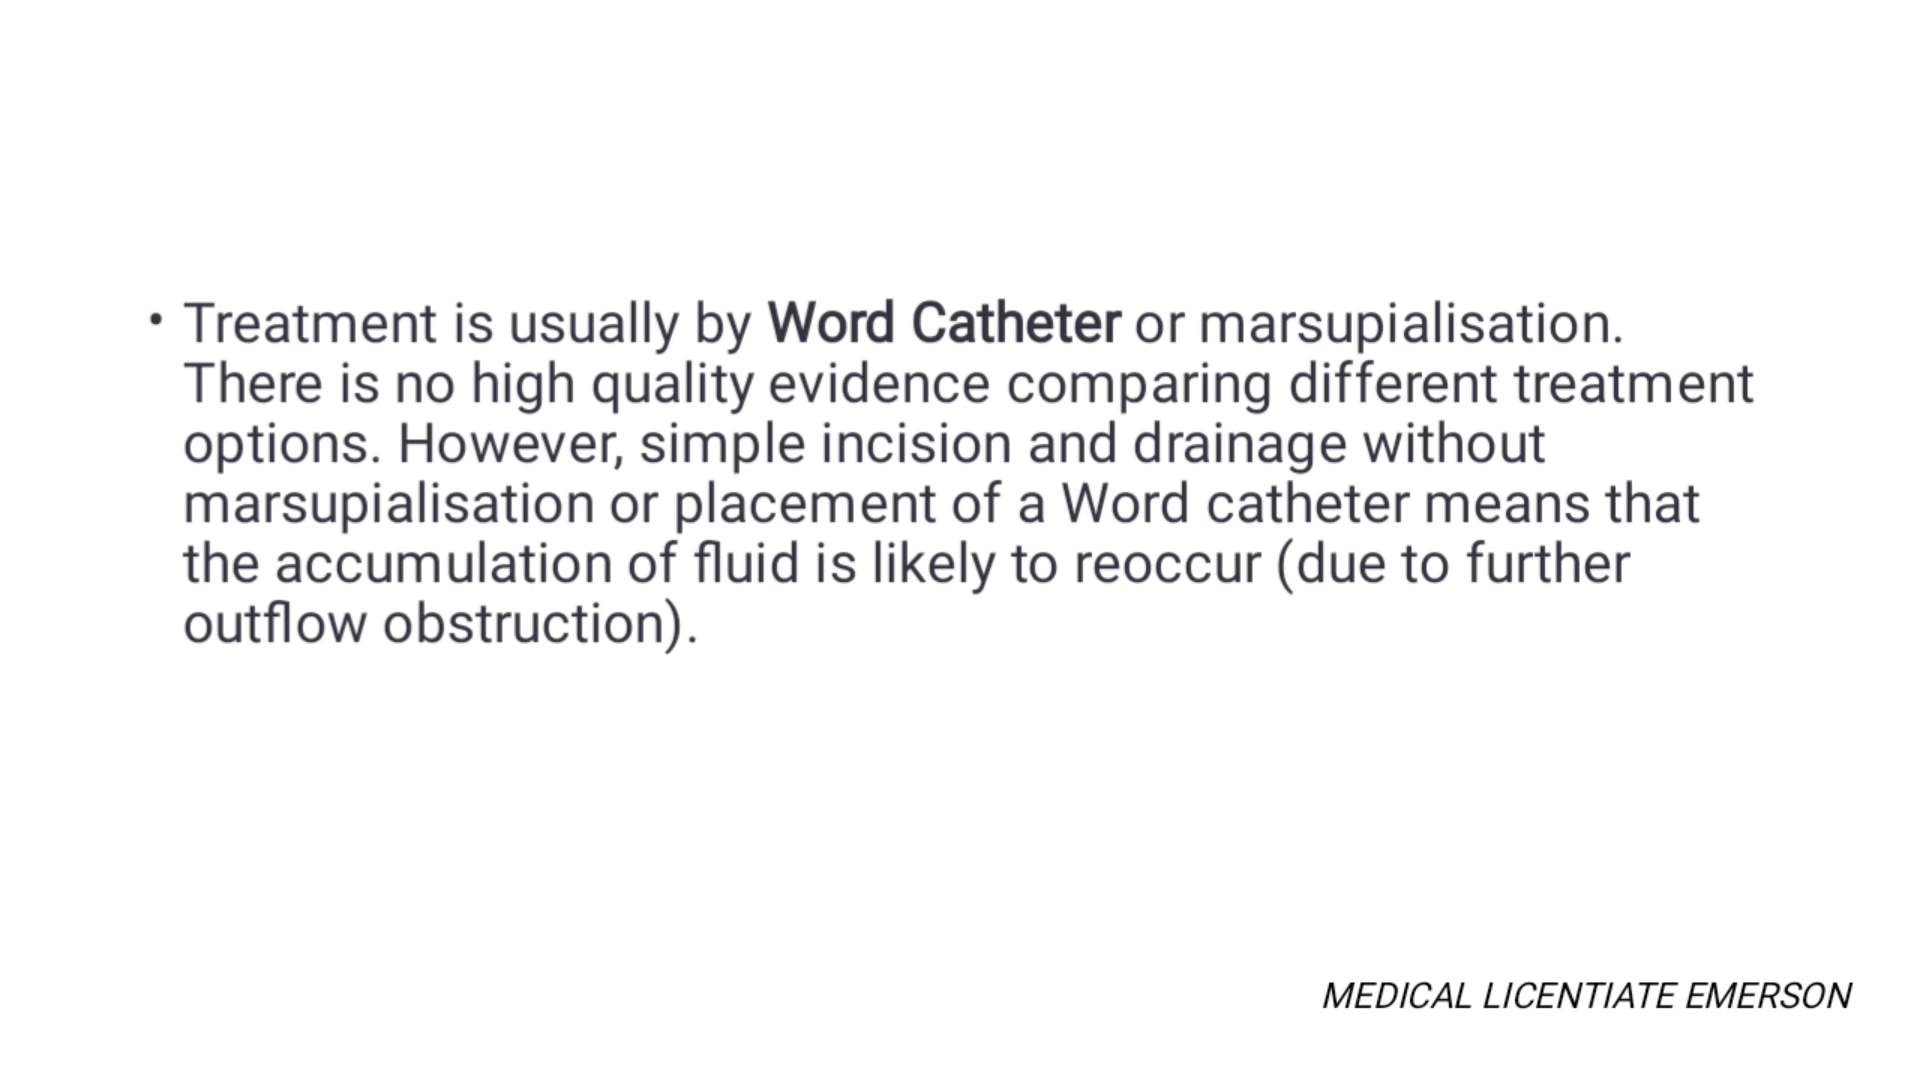 • Treatment is usually by Word Catheter or marsupialisation.
There is no high quality evidence comparing different treatment
options. However, simple incision and drainage without
marsupialisation or placement of a Word catheter means that
the accumulation of fluid is likely to reoccur (due to further
outflow obstruction).
MEDICAL LICENTIATE EMERSON